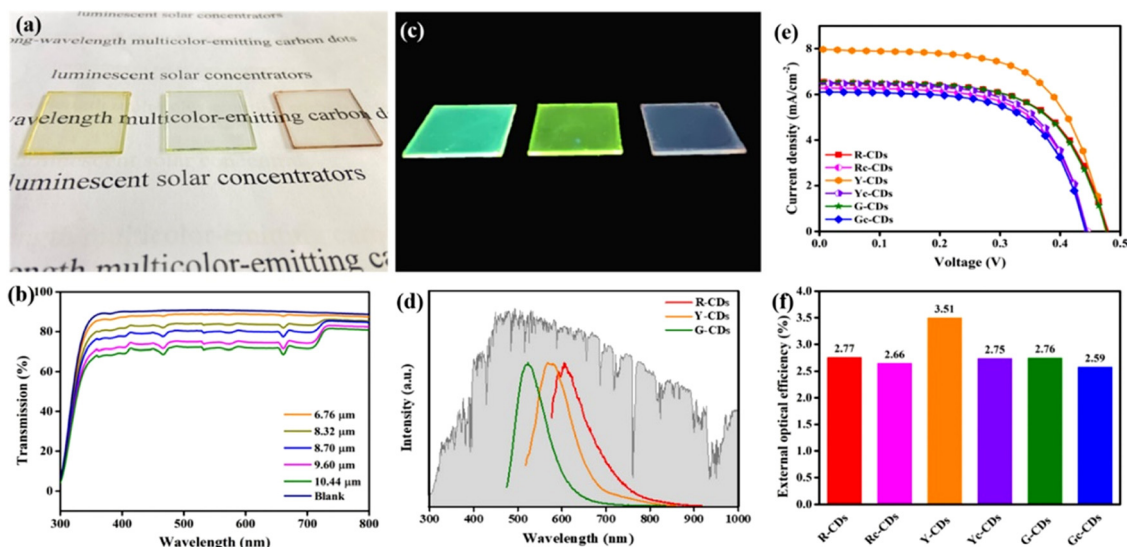 (a)
luminescent solar concentrators
ong-wavelength multicolor-emitting carbon dots
luminescent solar concentrators
wavelength multicolor-emitting carbon do
luminescent solar concentrators
ength multicolor-emitting ca
(c)
(e)
Current density (mA/cm⁻²)
8
6
4
2
0
R-CDs
Rc-CDs
Y-CDs
Yc-CDs
G-CDs
Gc-CDs
0.0 0.1 0.2 0.3 0.4 0.5
Voltage (V)
(b)
Transmission (%)
100
80
60
40
20
0
6.76 μm
8.32 μm
8.70 μm
9.60 μm
10.44 μm
Blank
300 400 500 600 700 800
Wavelength (nm)
(d)
Intensity (a.u.)
R-CDs
Y-CDs
G-CDs
300 400 500 600 700 800 900 1000
Wavelength (nm)
(f)
External optical efficiency (%)
4.0
3.5
3.0
2.5
2.0
1.5
1.0
0.5
0.0
2.77
2.66
3.51
2.75
2.76
2.59
R-CDs
Rc-CDs
Y-CDs
Yc-CDs
G-CDs
Gc-CDs